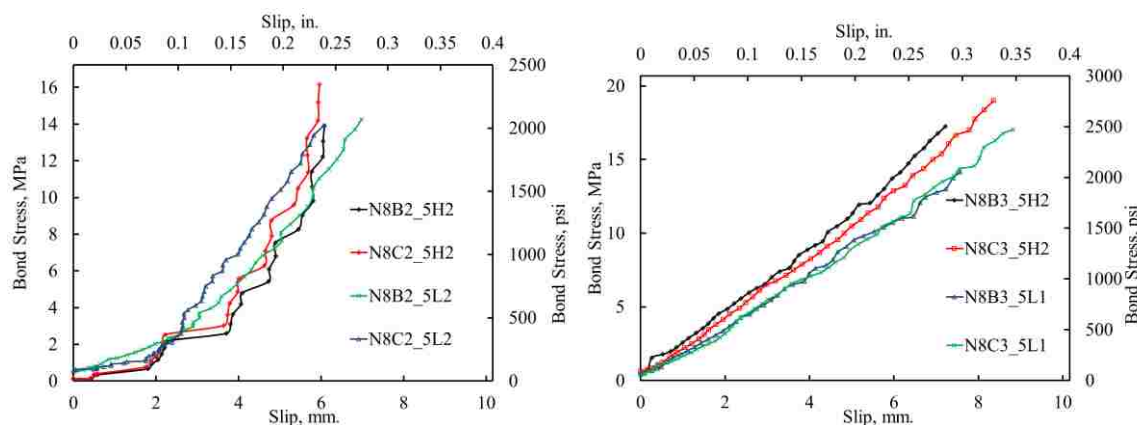 Slip, in.
0 0.05 0.1 0.15 0.2 0.25 0.3 0.35 0.4
Bond Stress, MPa
16
14
12
10
8
6
4
2
0
2500
2000
1500
1000
500
0
Bond Stress, psi
N8B2_5H2
N8C2_5H2
N8B2_5L2
N8C2_5L2
0 2 4 6 8 10
Slip, mm.
Slip, in.
0 0.05 0.1 0.15 0.2 0.25 0.3 0.35 0.4
Bond Stress, MPa
20
15
10
5
0
3000
2500
2000
1500
1000
500
0
Bond Stress, psi
N8B3_5H2
N8C3_5H2
N8B3_5L1
N8C3_5L1
0 2 4 6 8 10
Slip, mm.